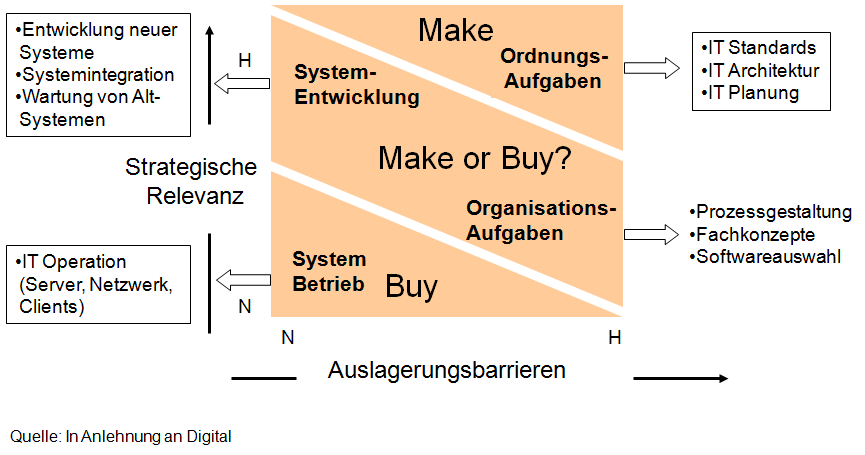 •Entwicklung neuer
Systeme
•Systemintegration
•Wartung von Alt-
Systemen
H
Make
System-
Entwicklung
Ordnungs-
Aufgaben
•IT Standards
•IT Architektur
•IT Planung
Strategische
Relevanz
Make or Buy?
Organisations-
Aufgaben
•Prozessgestaltung
•Fachkonzepte
•Softwareauswahl
•IT Operation
(Server, Netzwerk,
Clients)
N
System
Betrieb
Buy
N
H
Auslagerungsbarrieren
Quelle: In Anlehnung an Digital